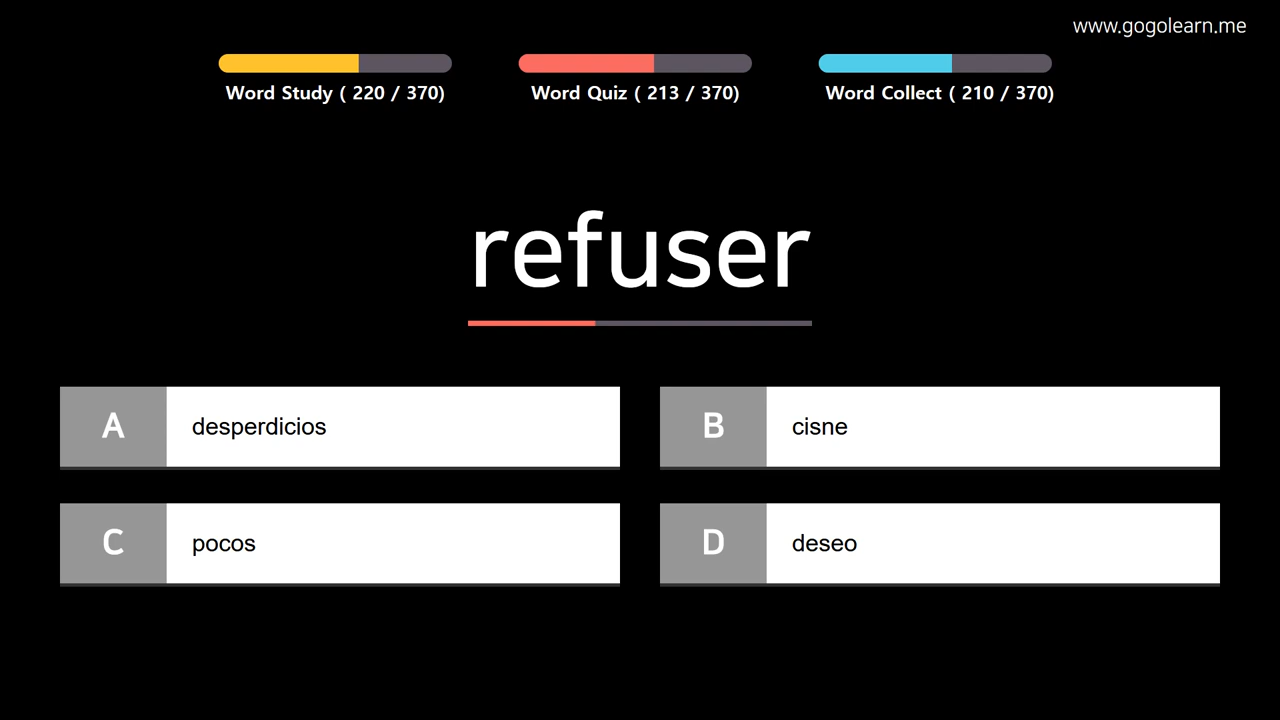 www.gogolearn.me
Word Study ( 220 / 370)
Word Quiz ( 213 / 370)
Word Collect ( 210 / 370)
refuser
A desperdicios
B cisne
C pocos
D deseo